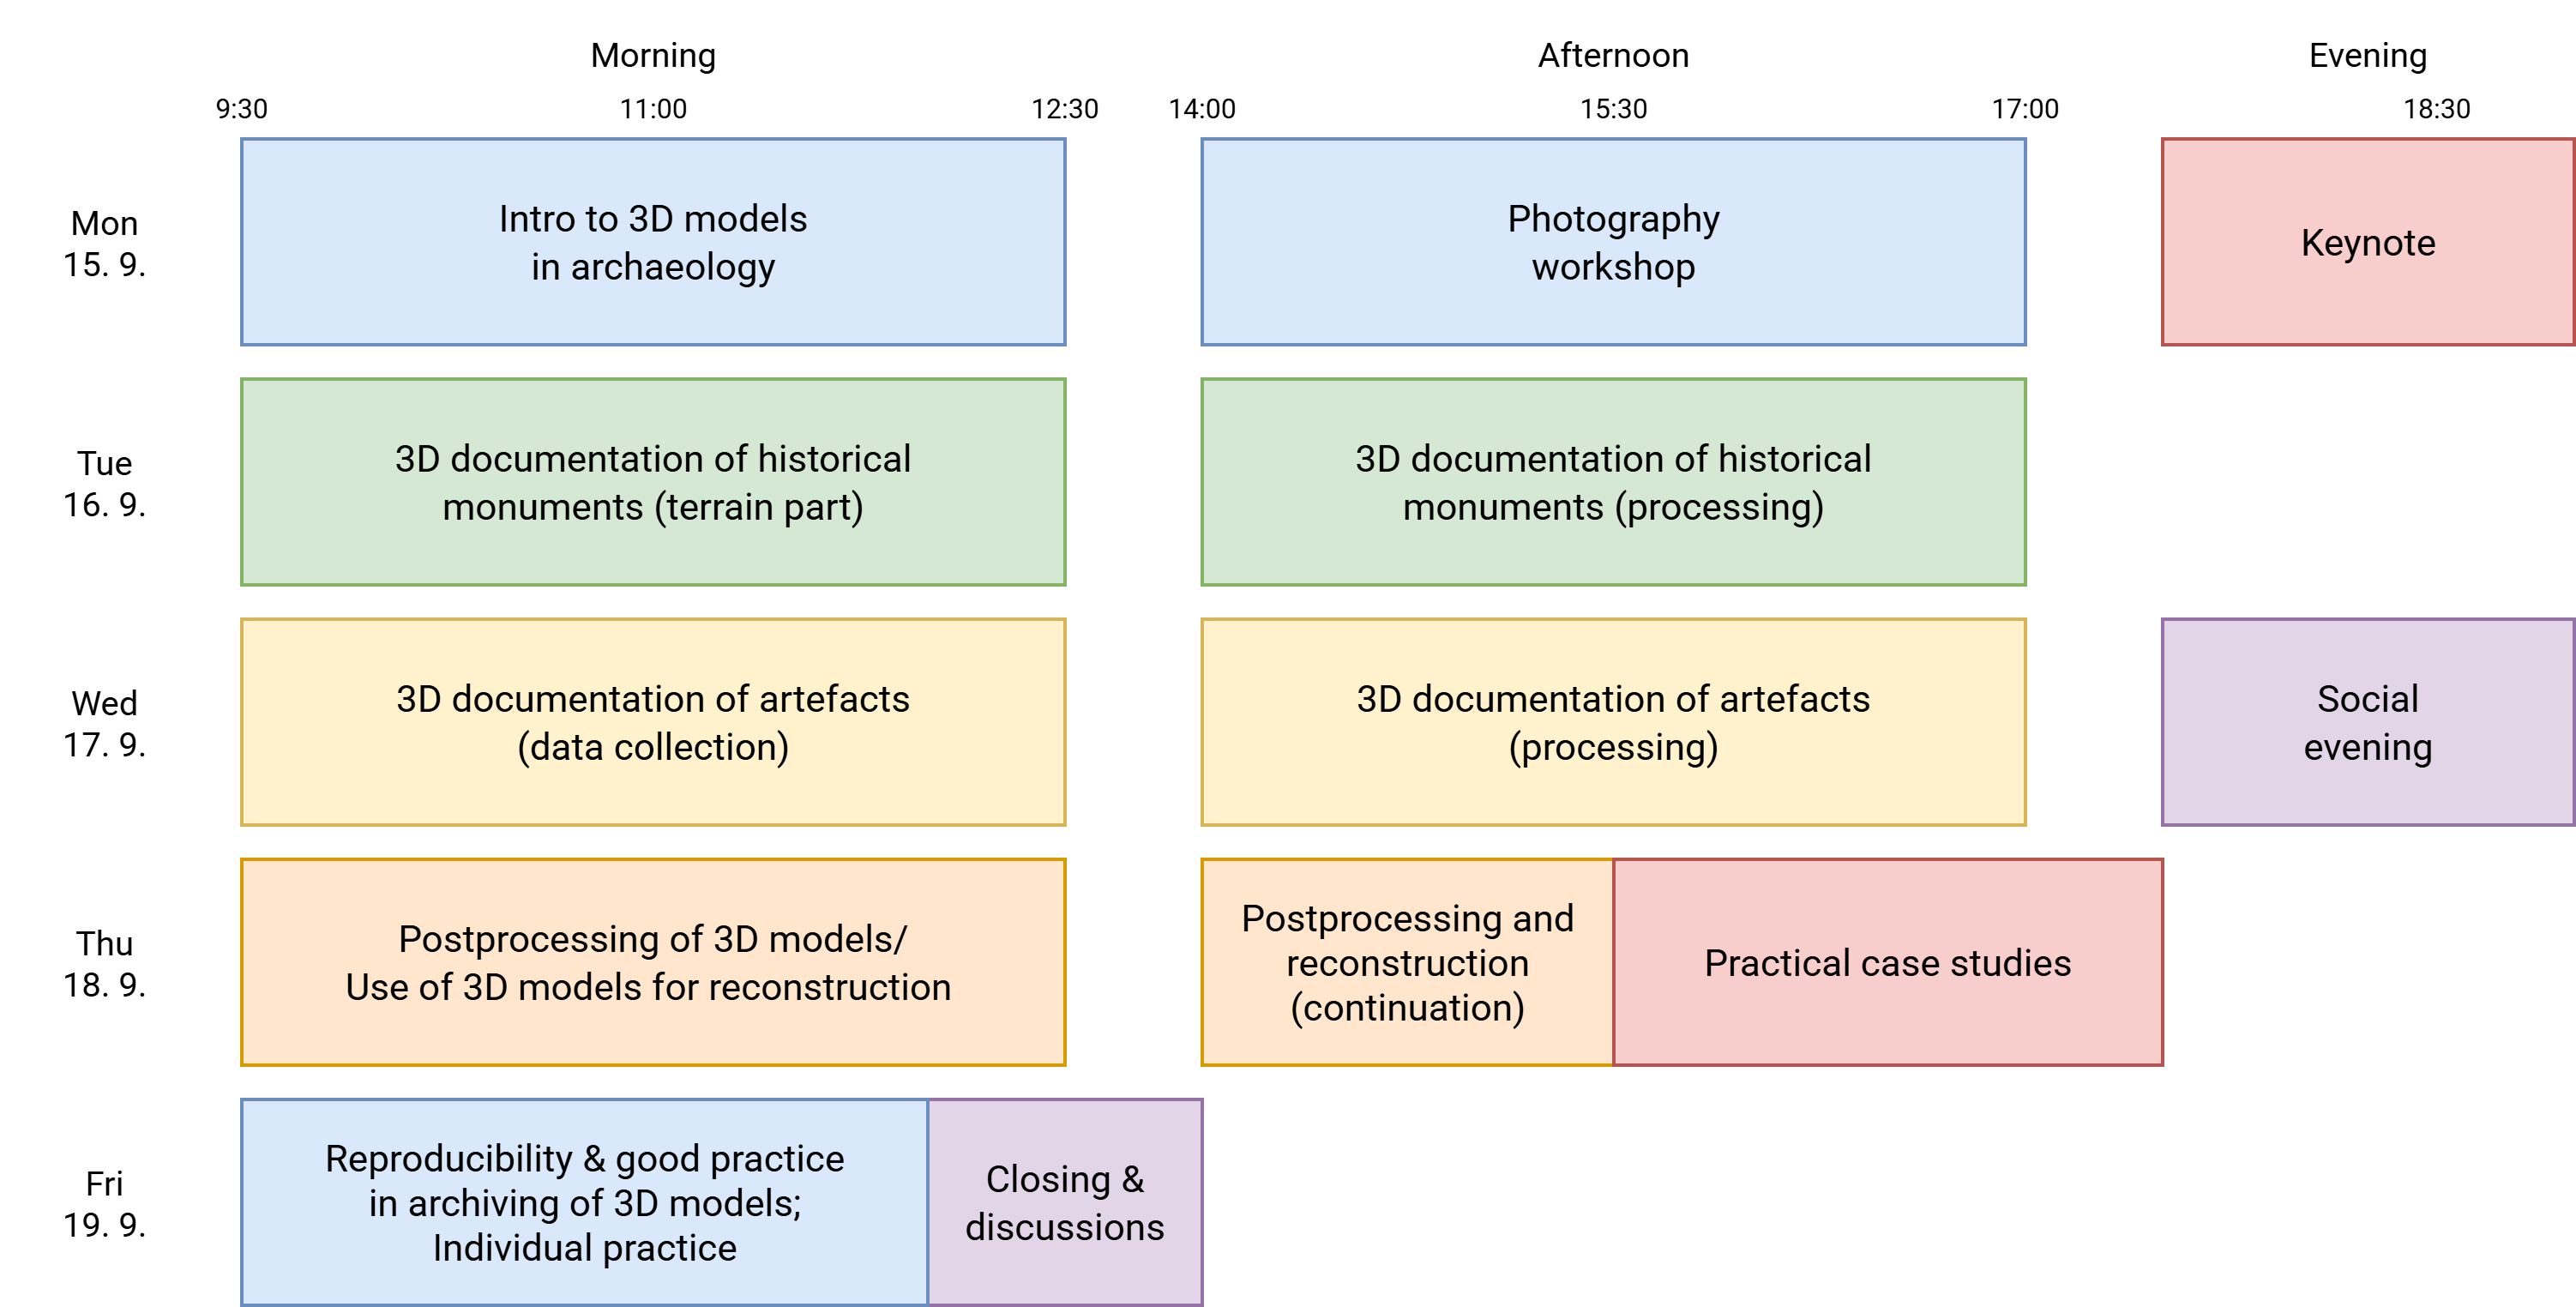 Morning
Afternoon
Evening
9:30
11:00
12:30
14:00
15:30
17:00
18:30
Mon
15. 9.
Intro to 3D models
in archaeology
Photography
workshop
Keynote
Tue
16. 9.
3D documentation of historical
monuments (terrain part)
3D documentation of historical
monuments (processing)
Wed
17. 9.
3D documentation of artefacts
(data collection)
3D documentation of artefacts
(processing)
Social
evening
Thu
18. 9.
Postprocessing of 3D models/
Use of 3D models for reconstruction
Postprocessing and
reconstruction
(continuation)
Practical case studies
Fri
19. 9.
Reproducibility & good practice
in archiving of 3D models;
Individual practice
Closing &
discussions